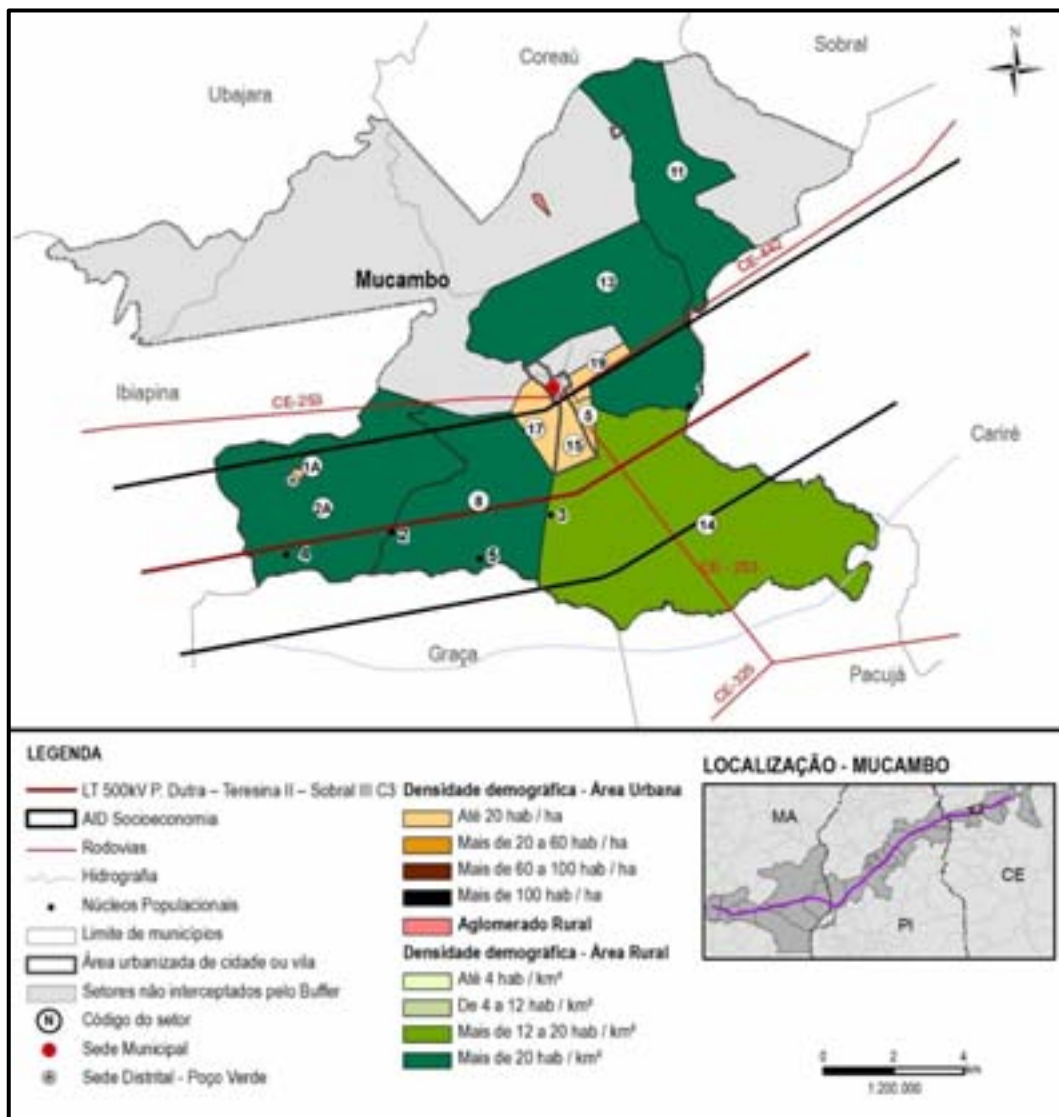 Sobral
N
Coreaú
Ubajara
11
CE-442
Mucambo
13
19
Ibiapina
CE-253
1
5
17
15
Cariré
1A
2A
8
3
14
2
4
5
CE - 253
Graça
CE-325
Pacujá
LEGENDA
LT 500kV P. Dutra – Teresina II – Sobral III C3
AID Socioeconomia
Rodovias
Hidrografia
Núcleos Populacionais
Limite de municípios
Área urbanizada de cidade ou vila
Setores não interceptados pelo Buffer
N Código do setor
Sede Municipal
Sede Distrital - Poço Verde
Densidade demográfica - Área Urbana
Até 20 hab / ha
Mais de 20 a 60 hab / ha
Mais de 60 a 100 hab / ha
Mais de 100 hab / ha
Aglomerado Rural
Densidade demográfica - Área Rural
Até 4 hab / km²
De 4 a 12 hab / km²
Mais de 12 a 20 hab / km²
Mais de 20 hab / km²
LOCALIZAÇÃO - MUCAMBO
MA
CE
PI
0 2 4
km
1:200.000